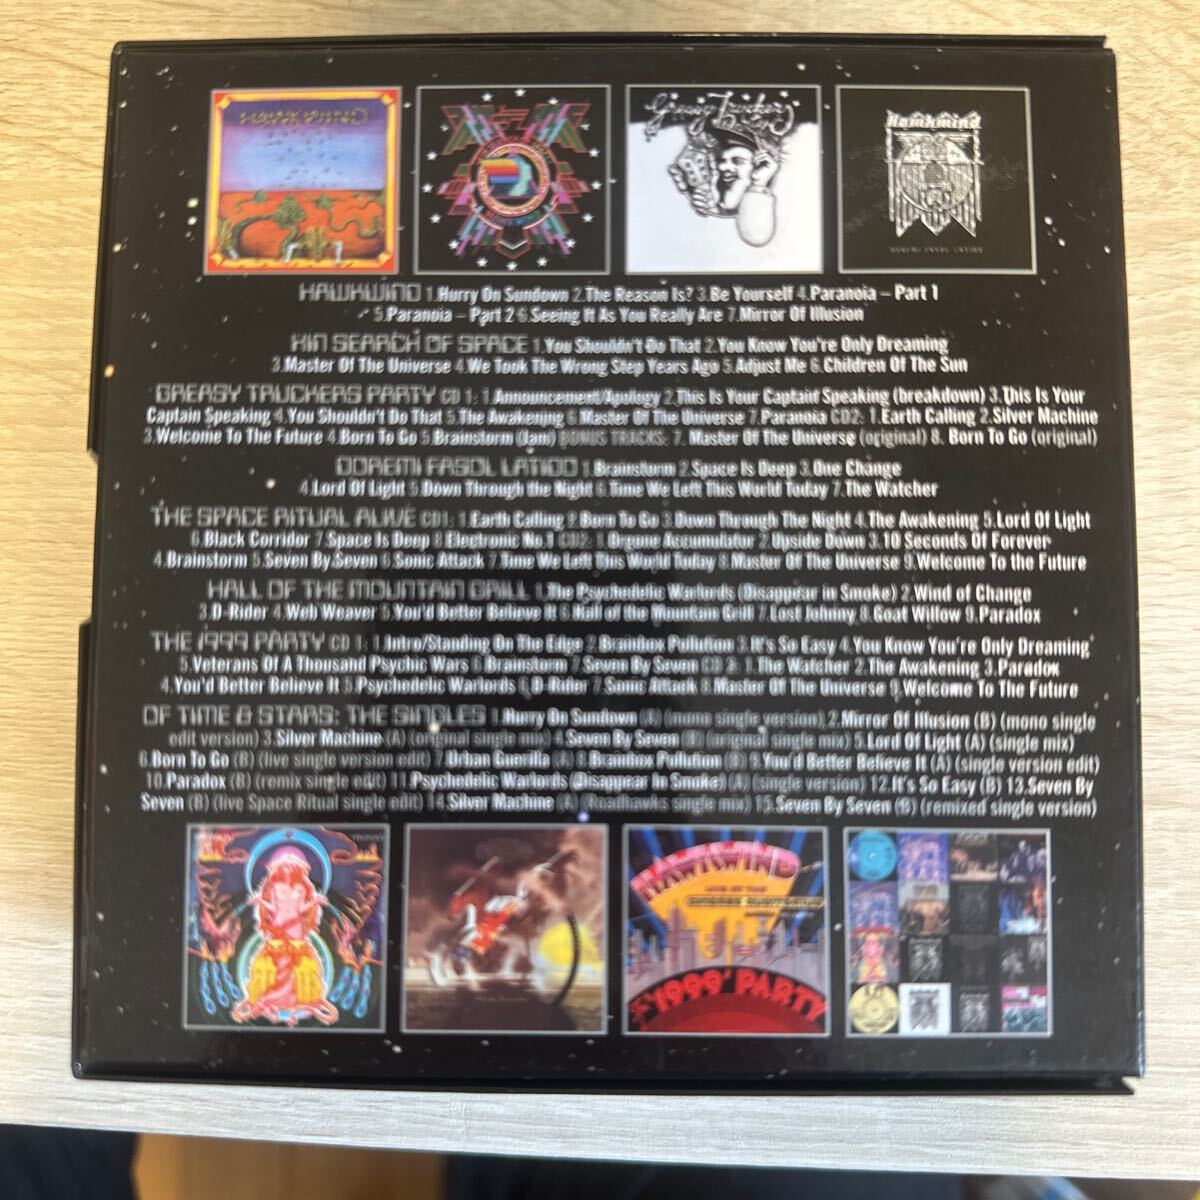 HAWKWIND
Greasy Truckers
Party
Hawkwind
DOREMI FASOL LATIDO
HAWKWIND 1.Hurry On Sundown 2.The Reason Is? 3.Be Yourself 4.Paranoia – Part 1
5.Paranoia – Part 2 6.Seeing It As You Really Are 7.Mirror Of Illusion
XIN SEARCH OF SPACE 1.You Shouldn't Do That 2.You Know You're Only Dreaming
3.Master Of The Universe 4.We Took The Wrong Step Years Ago 5.Adjust Me 6.Children Of The Sun
GREASY TRUCKERS PARTY CD 1: 1.Announcement/Apology 2.This Is Your Captain Speaking (breakdown) 3.This Is Your
Captain Speaking 4.You Shouldn't Do That 5.The Awakening 6.Master Of The Universe 7.Paranoia CD2: 1.Earth Calling 2.Silver Machine
3.Welcome To The Future 4.Born To Go 5.Brainstorm (Jam) BONUS TRACKS: 7. Master Of The Universe (original) 8. Born To Go (original)
DOREMI FASOL LATIDO 1.Brainstorm 2.Space Is Deep 3.One Change
4.Lord Of Light 5.Down Through the Night 6.Time We Left This World Today 7.The Watcher
THE SPACE RITUAL ALIVE CD1: 1.Earth Calling 2.Born To Go 3.Down Through The Night 4.The Awakening 5.Lord Of Light
6.Black Corridor 7.Space Is Deep 8.Electronic No.1 CD2: 1.Orgone Accumulator 2.Upside Down 3.10 Seconds Of Forever
4.Brainstorm 5.Seven By Seven 6.Sonic Attack 7.Time We Left This World Today 8.Master Of The Universe 9.Welcome To the Future
HALL OF THE MOUNTAIN GRILL 1.The Psychedelic Warlords (Disappear in Smoke) 2.Wind of Change
3.D-Rider 4.Web Weaver 5.You'd Better Believe It 6.Hall of the Mountain Grill 7.Lost Johnny 8.Goat Willow 9.Paradox
THE 1999 PARTY CD 1: 1.Intro/Standing On The Edge 2.Brainbox Pollution 3.It's So Easy 4.You Know You're Only Dreaming
5.Veterans Of A Thousand Psychic Wars 6.Brainstorm 7.Seven By Seven CD 2: 1.The Watcher 2.The Awakening 3.Paradox
4.You'd Better Believe It 5.Psychedelic Warlords 6.D-Rider 7.Sonic Attack 8.Master Of The Universe 9.Welcome To The Future
OF TIME & STARS: THE SINGLES 1.Hurry On Sundown (A) (mono single version) 2.Mirror Of Illusion (B) (mono single
edit version) 3.Silver Machine (A) (original single mix) 4.Seven By Seven (B) (original single mix) 5.Lord Of Light (A) (single mix)
6.Born To Go (B) (live single version edit) 7.Urban Guerilla (A) 8.Brainbox Pollution (B) 9.You'd Better Believe It (A) (single version edit)
10.Paradox (B) (remix single edit) 11.Psychedelic Warlords (Disappear In Smoke) (A) (single version) 12.It's So Easy (B) 13.Seven By
Seven (B) (live Space Ritual single edit) 14.Silver Machine (A) (Roadhawks single mix) 15.Seven By Seven (B) (remixed single version)
HAWKWIND
LIVE AT THE
1999 PARTY